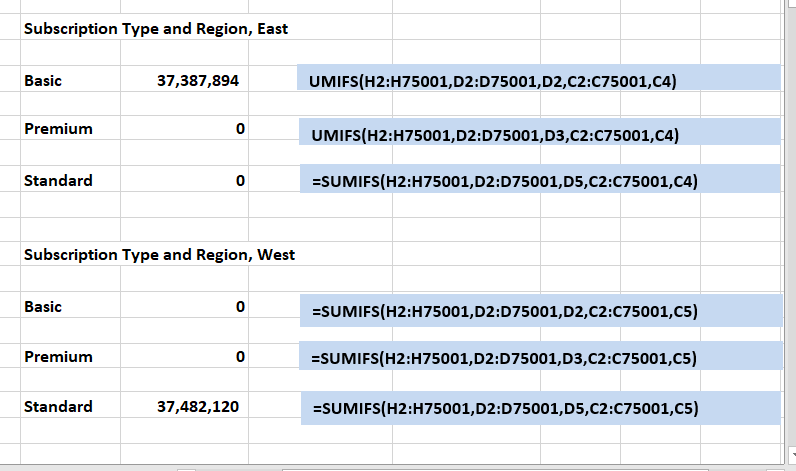 Subscription Type and Region, East
Basic 37,387,894 UMIFS(H2:H75001,D2:D75001,D2,C2:C75001,C4)
Premium 0 UMIFS(H2:H75001,D2:D75001,D3,C2:C75001,C4)
Standard 0 =SUMIFS(H2:H75001,D2:D75001,D5,C2:C75001,C4)
Subscription Type and Region, West
Basic 0 =SUMIFS(H2:H75001,D2:D75001,D2,C2:C75001,C5)
Premium 0 =SUMIFS(H2:H75001,D2:D75001,D3,C2:C75001,C5)
Standard 37,482,120 =SUMIFS(H2:H75001,D2:D75001,D5,C2:C75001,C5)